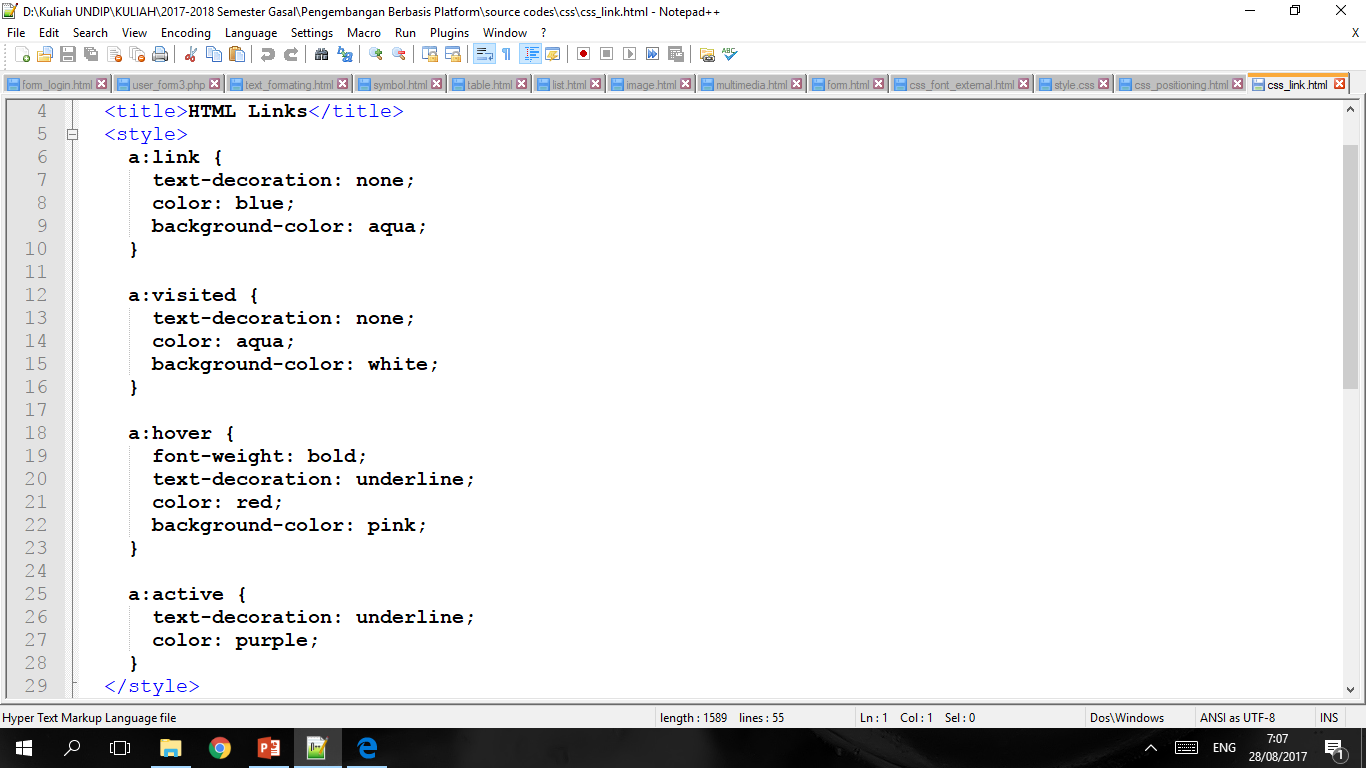 D:\Kuliah UNDIP\KULIAH\2017-2018 Semester Gasal\Pengembangan Berbasis Platform\source codes\css\css_link.html - Notepad++
File Edit Search View Encoding Language Settings Macro Run Plugins Window ? X
form_login.html user_form3.php text_formating.html symbol.html table.html list.html image.html multimedia.html form.html css_font_external.html style.css css_positioning.html css_link.html
4 <title>HTML Links</title>
5 <style>
6 a:link {
7 text-decoration: none;
8 color: blue;
9 background-color: aqua;
10 }
11
12 a:visited {
13 text-decoration: none;
14 color: aqua;
15 background-color: white;
16 }
17
18 a:hover {
19 font-weight: bold;
20 text-decoration: underline;
21 color: red;
22 background-color: pink;
23 }
24
25 a:active {
26 text-decoration: underline;
27 color: purple;
28 }
29 </style>
Hyper Text Markup Language file length : 1589 lines : 55 Ln : 1 Col : 1 Sel : 0 Dos\Windows ANSI as UTF-8 INS
ENG 7:07
28/08/2017 1